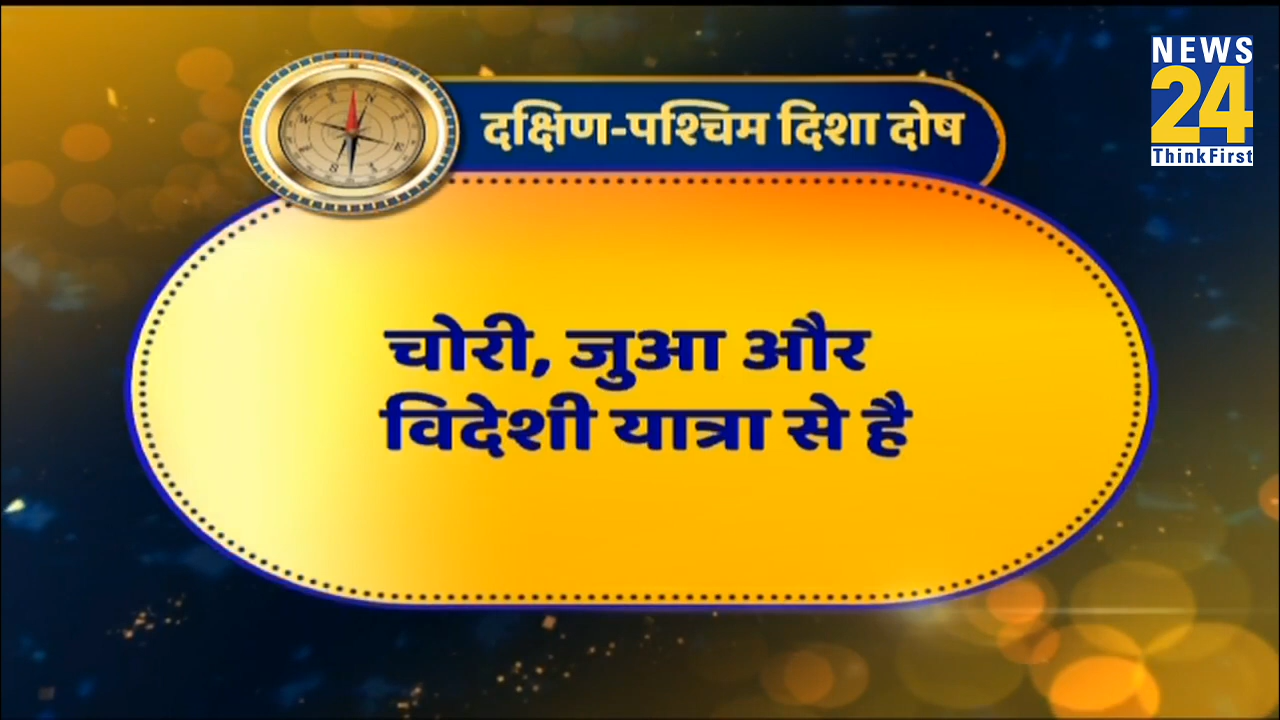 NEWS
24
ThinkFirst
दक्षिण-पश्चिम दिशा दोष
चोरी, जुआ और
विदेशी यात्रा से है